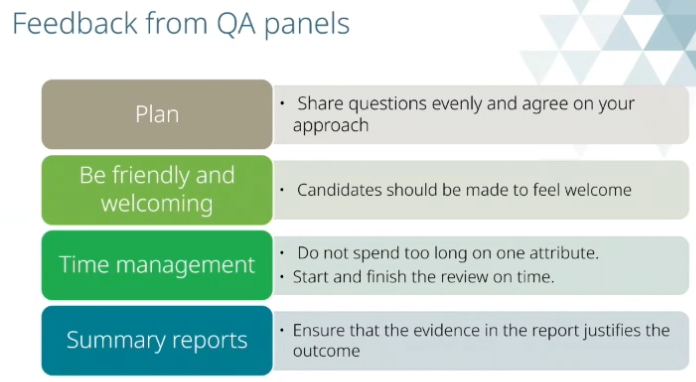 Feedback from QA panels
Plan
• Share questions evenly and agree on your
approach
Be friendly and
welcoming
• Candidates should be made to feel welcome
Time management
• Do not spend too long on one attribute.
• Start and finish the review on time.
Summary reports
• Ensure that the evidence in the report justifies the
outcome